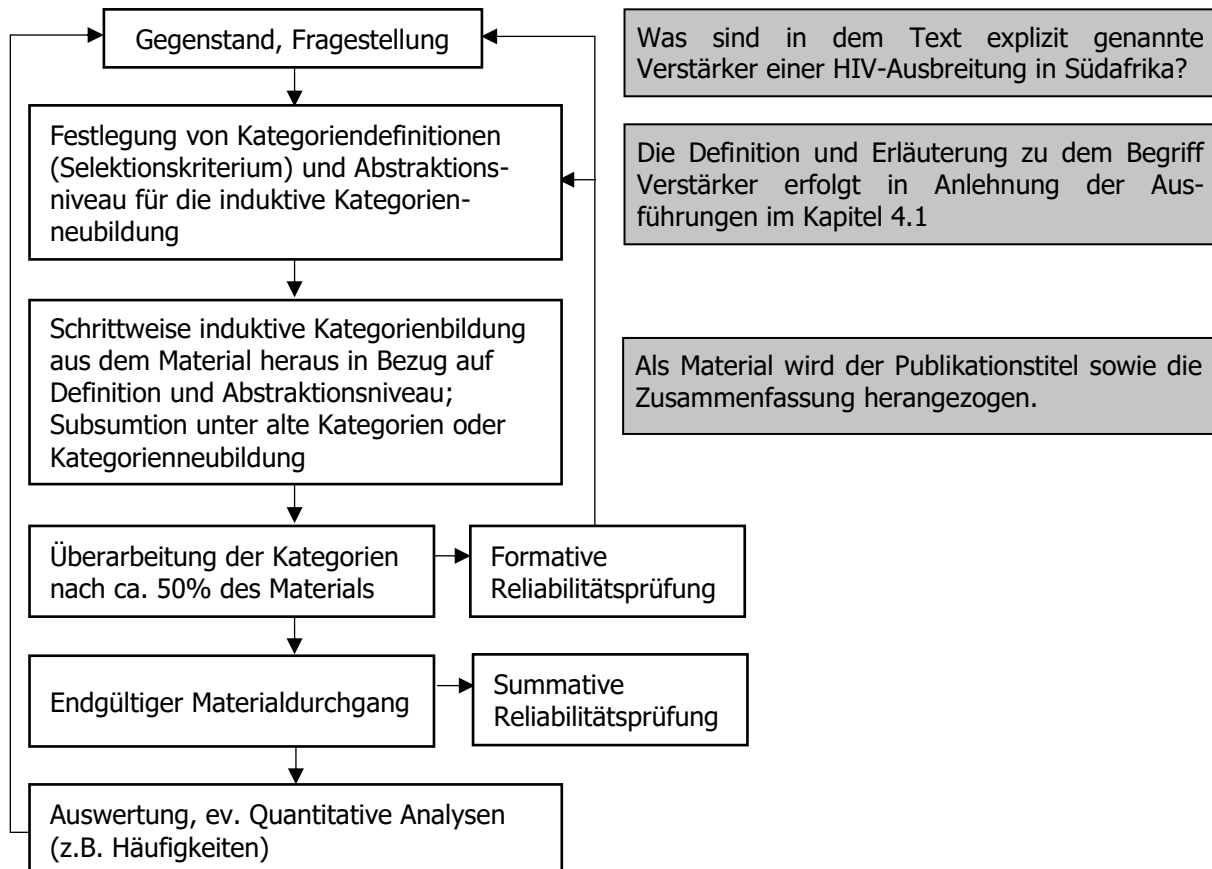 Gegenstand, Fragestellung
Was sind in dem Text explizit genannte
Verstärker einer HIV-Ausbreitung in Südafrika?
Festlegung von Kategoriendefinitionen
(Selektionskriterium) und Abstraktions-
niveau für die induktive Kategorien-
neubildung
Die Definition und Erläuterung zu dem Begriff
Verstärker erfolgt in Anlehnung der Aus-
führungen im Kapitel 4.1
Schrittweise induktive Kategorienbildung
aus dem Material heraus in Bezug auf
Definition und Abstraktionsniveau;
Subsumtion unter alte Kategorien oder
Kategorienneubildung
Als Material wird der Publikationstitel sowie die
Zusammenfassung herangezogen.
Überarbeitung der Kategorien
nach ca. 50% des Materials
Formative
Reliabilitätsprüfung
Endgültiger Materialdurchgang
Summative
Reliabilitätsprüfung
Auswertung, ev. Quantitative Analysen
(z.B. Häufigkeiten)